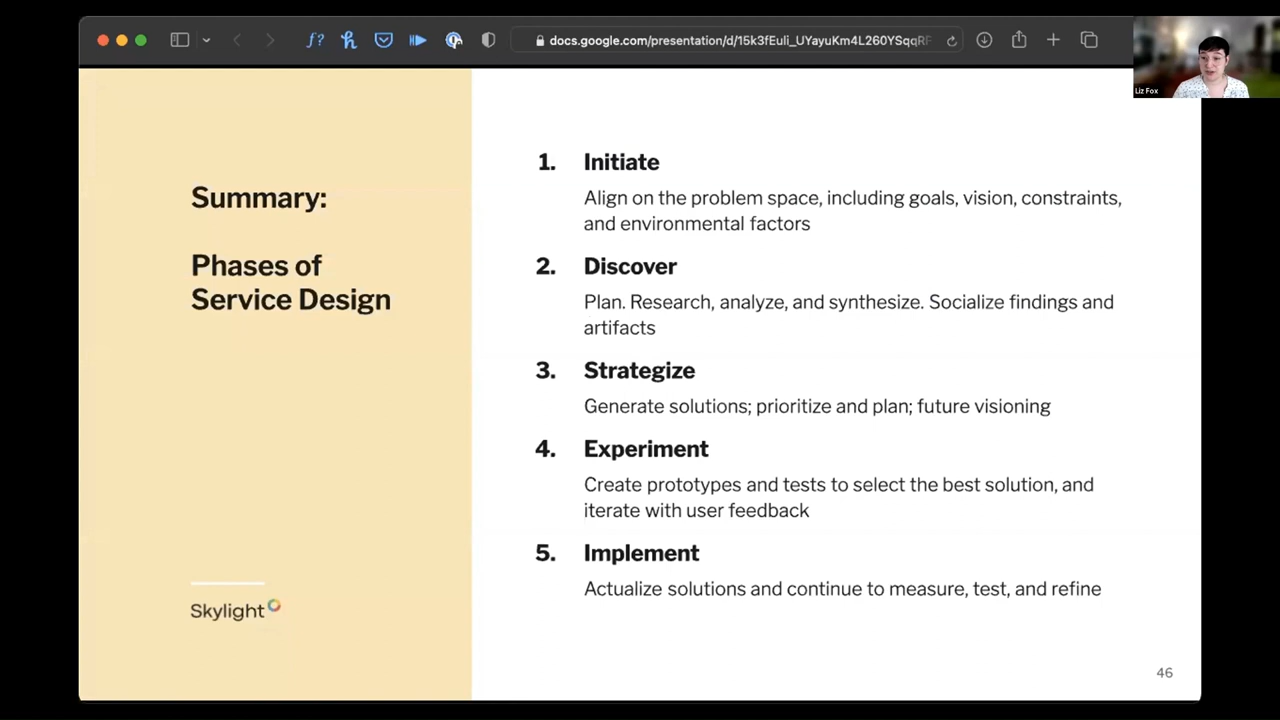 docs.google.com/presentation/d/15k3fEuli_UYayuKm4L260YSqqRF
Liz Fox
Summary:
Phases of
Service Design
Skylight
1. Initiate
Align on the problem space, including goals, vision, constraints,
and environmental factors
2. Discover
Plan. Research, analyze, and synthesize. Socialize findings and
artifacts
3. Strategize
Generate solutions; prioritize and plan; future visioning
4. Experiment
Create prototypes and tests to select the best solution, and
iterate with user feedback
5. Implement
Actualize solutions and continue to measure, test, and refine
46